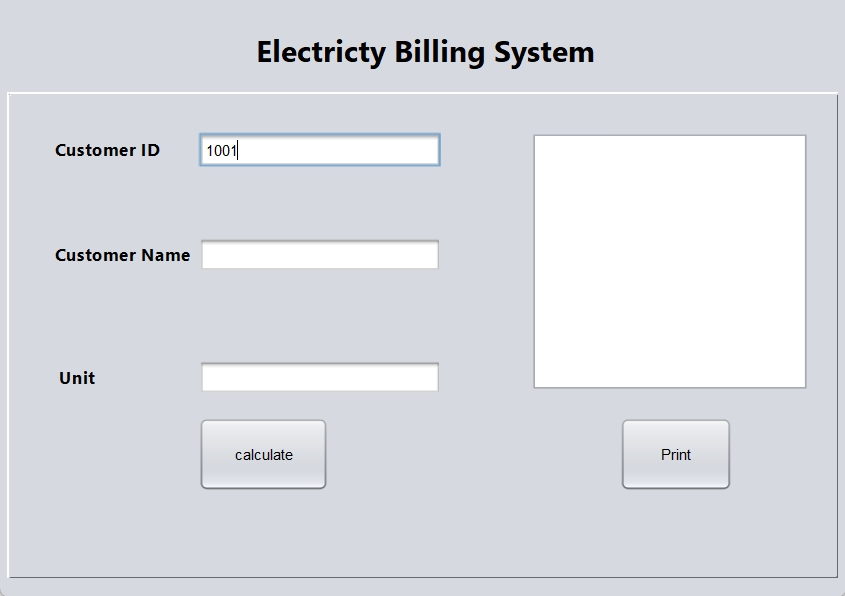 Electricty Billing System
Customer ID
1001
Customer Name
Unit
calculate
Print